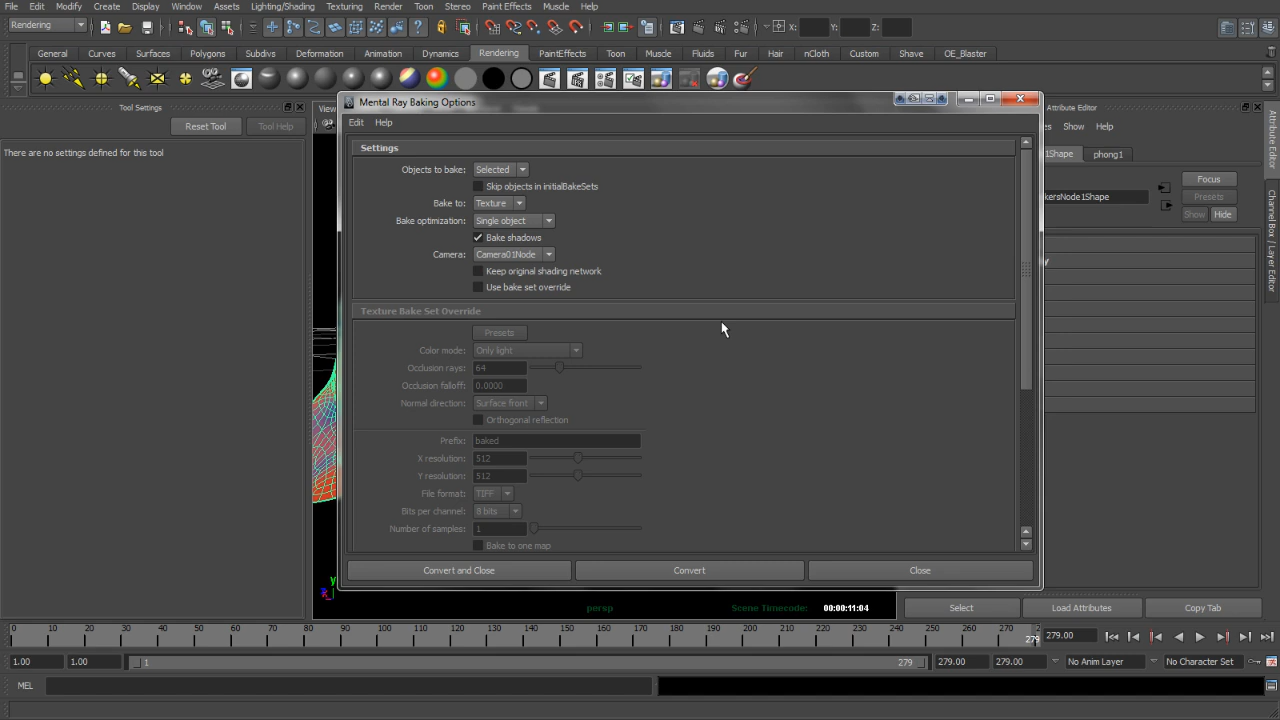 File Edit Modify Create Display Window Assets Lighting/Shading Texturing Render Toon Stereo Paint Effects Muscle Help
Rendering X: Y: Z:
General Curves Surfaces Polygons Subdivs Deformation Animation Dynamics Rendering PaintEffects Toon Muscle Fluids Fur Hair nCloth Custom Shave OE_Blaster
Tool Settings
Reset Tool Tool Help
There are no settings defined for this tool
View
Mental Ray Baking Options
Edit Help
Settings
Objects to bake: Selected
Skip objects in initialBakeSets
Bake to: Texture
Bake optimization: Single object
Bake shadows
Camera: Camera01Node
Keep original shading network
Use bake set override
Texture Bake Set Override
Presets
Color mode: Only light
Occlusion rays: 64
Occlusion falloff: 0.0000
Normal direction: Surface front
Orthogonal reflection
Prefix: baked
X resolution: 512
Y resolution: 512
File format: TIFF
Bits per channel: 8 bits
Number of samples: 1
Bake to one map
Convert and Close Convert Close
Attribute Editor
es Show Help
1Shape phong1
Focus
kersNode1Shape Presets
Show Hide
y
Attribute Editor
Channel Box / Layer Editor
y
persp Scene Timecode: 00:00:11:04
Select Load Attributes Copy Tab
0 10 20 30 40 50 60 70 80 90 100 110 120 130 140 150 160 170 180 190 200 210 220 230 240 250 260 270 279 279.00
1.00 1.00 1 279 279.00 279.00 No Anim Layer No Character Set
MEL